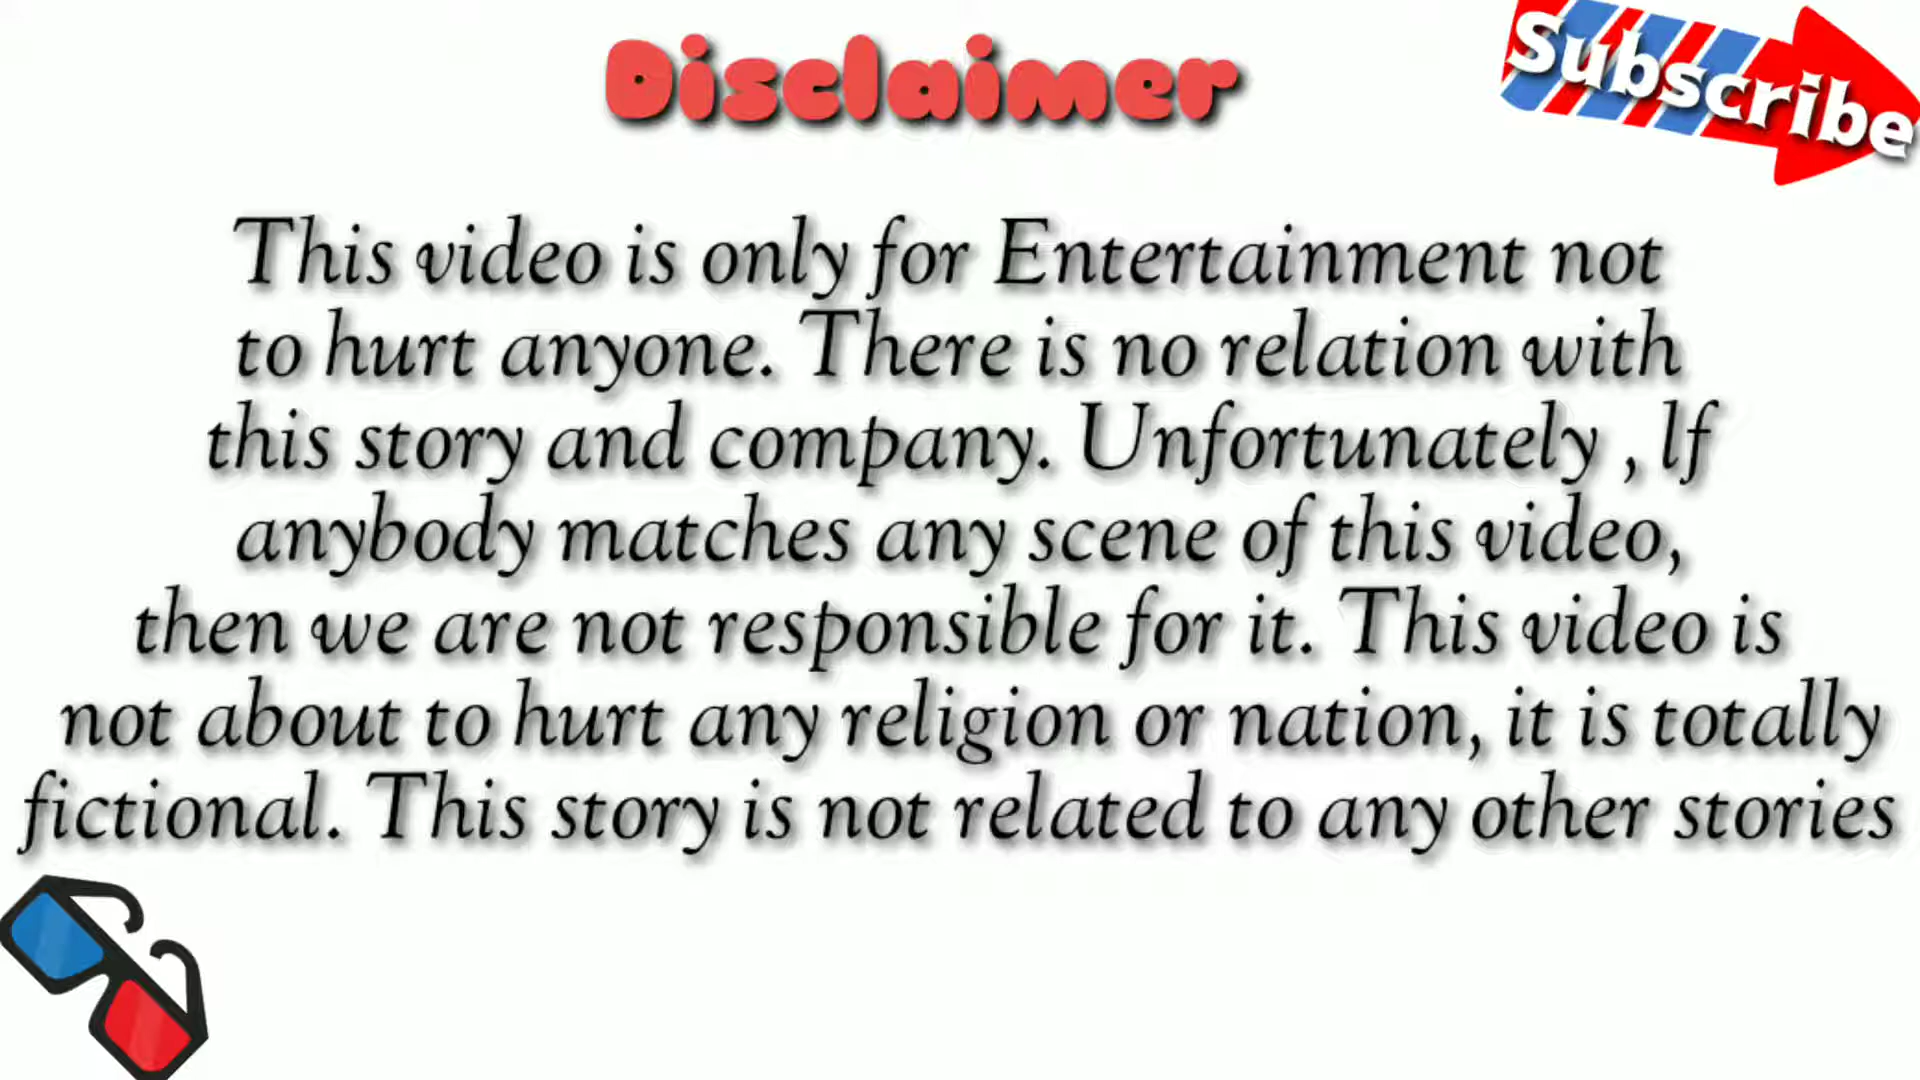 Disclaimer
Subscribe
This video is only for Entertainment not
to hurt anyone. There is no relation with
this story and company. Unfortunately , lf
anybody matches any scene of this video,
then we are not responsible for it. This video is
not about to hurt any religion or nation, it is totally
fictional. This story is not related to any other stories